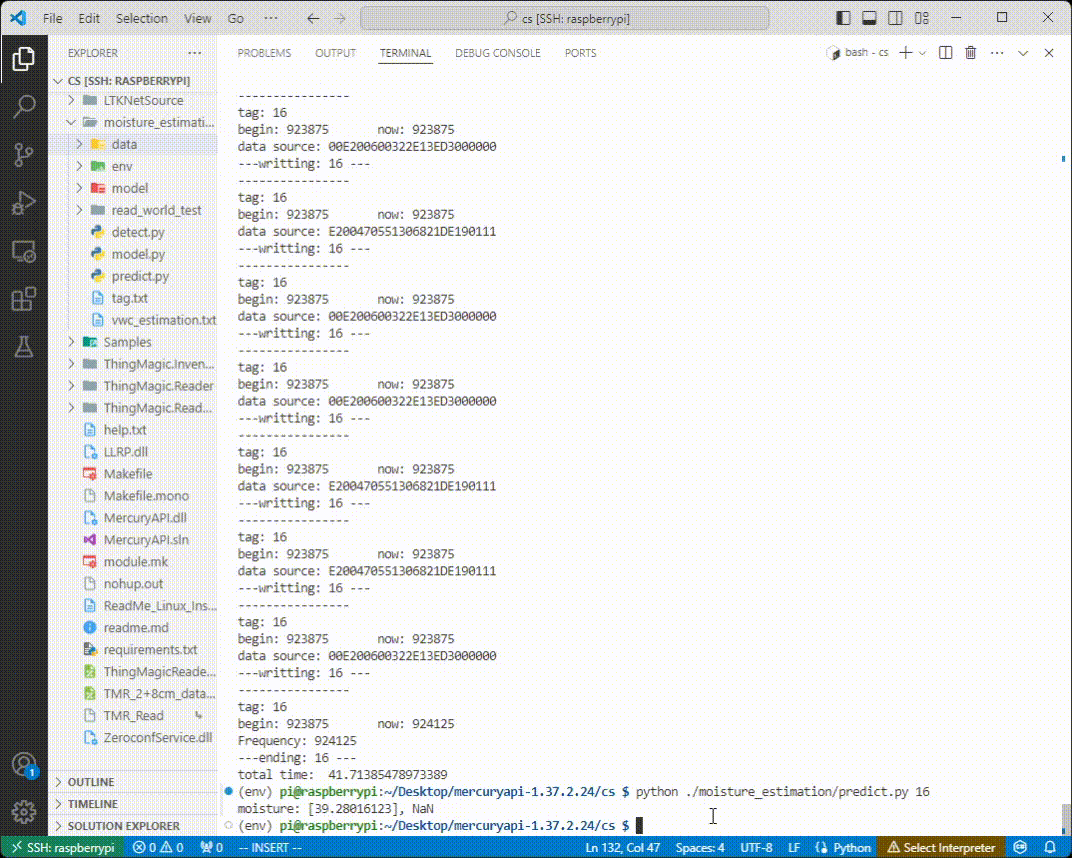 File Edit Selection View Go ··· cs [SSH: raspberrypi]
EXPLORER ···
PROBLEMS OUTPUT TERMINAL DEBUG CONSOLE PORTS
bash - cs
CS [SSH: RASPBERRYPI]
LTKNetSource
moisture_estimati...
data
env
model
read_world_test
detect.py
model.py
predict.py
tag.txt
vwc_estimation.txt
Samples
ThingMagic.Inven...
ThingMagic.Reader
ThingMagic.Read...
help.txt
LLRP.dll
Makefile
Makefile.mono
MercuryAPI.dll
MercuryAPI.sln
module.mk
nohup.out
ReadMe_Linux_Ins...
readme.md
requirements.txt
ThingMagicReade...
TMR_2+8cm_data...
TMR_Read
ZeroconfService.dll
OUTLINE
TIMELINE
SOLUTION EXPLORER
1
----------------
tag: 16
begin: 923875 now: 923875
data source: 00E200600322E13ED3000000
---writting: 16 ---
----------------
tag: 16
begin: 923875 now: 923875
data source: E200470551306821DE190111
---writting: 16 ---
----------------
tag: 16
begin: 923875 now: 923875
data source: 00E200600322E13ED3000000
---writting: 16 ---
----------------
tag: 16
begin: 923875 now: 923875
data source: 00E200600322E13ED3000000
---writting: 16 ---
----------------
tag: 16
begin: 923875 now: 923875
data source: E200470551306821DE190111
---writting: 16 ---
----------------
tag: 16
begin: 923875 now: 923875
data source: E200470551306821DE190111
---writting: 16 ---
----------------
tag: 16
begin: 923875 now: 923875
data source: 00E200600322E13ED3000000
---writting: 16 ---
----------------
tag: 16
begin: 923875 now: 924125
Frequency: 924125
---ending: 16 ---
total time: 41.71385478973389
(env) pi@raspberrypi:~/Desktop/mercuryapi-1.37.2.24/cs $ python ./moisture_estimation/predict.py 16
moisture: [39.28016123], NaN
(env) pi@raspberrypi:~/Desktop/mercuryapi-1.37.2.24/cs $
SSH: raspberrypi 0 0 0 -- INSERT -- Ln 132, Col 47 Spaces: 4 UTF-8 LF Python Select Interpreter